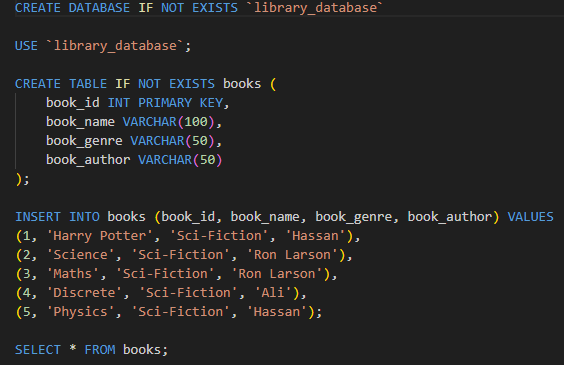 CREATE DATABASE IF NOT EXISTS `library_database`
USE `library_database`;
CREATE TABLE IF NOT EXISTS books (
    book_id INT PRIMARY KEY,
    book_name VARCHAR(100),
    book_genre VARCHAR(50),
    book_author VARCHAR(50)
);
INSERT INTO books (book_id, book_name, book_genre, book_author) VALUES
(1, 'Harry Potter', 'Sci-Fiction', 'Hassan'),
(2, 'Science', 'Sci-Fiction', 'Ron Larson'),
(3, 'Maths', 'Sci-Fiction', 'Ron Larson'),
(4, 'Discrete', 'Sci-Fiction', 'Ali'),
(5, 'Physics', 'Sci-Fiction', 'Hassan');
SELECT * FROM books;